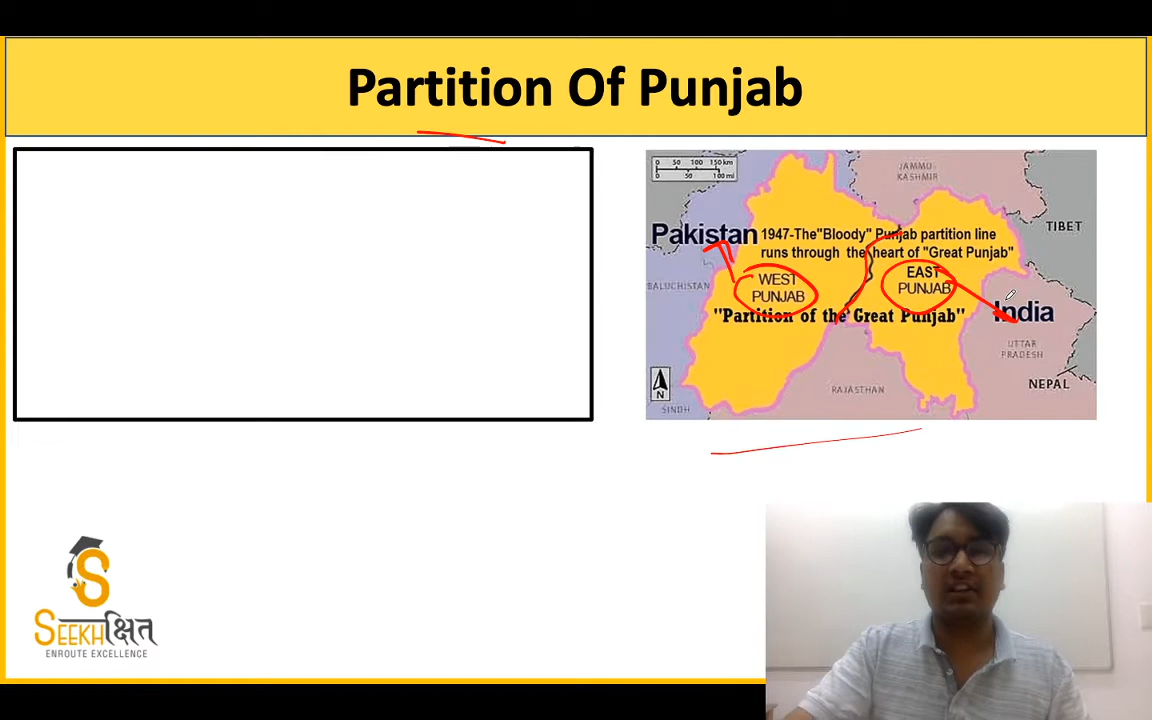 Partition Of Punjab
0 50 100 150 km
0 50 100 mi
JAMMU
KASHMIR
TIBET
Pakistan
1947-The"Bloody" Punjab partition line
runs through the heart of "Great Punjab"
BALUCHISTAN
WEST
PUNJAB
EAST
PUNJAB
"Partition of the Great Punjab"
India
UTTAR
PRADESH
NEPAL
RAJASTHAN
N
SINDH
S
SEEKHक्षित
ENROUTE EXCELLENCE